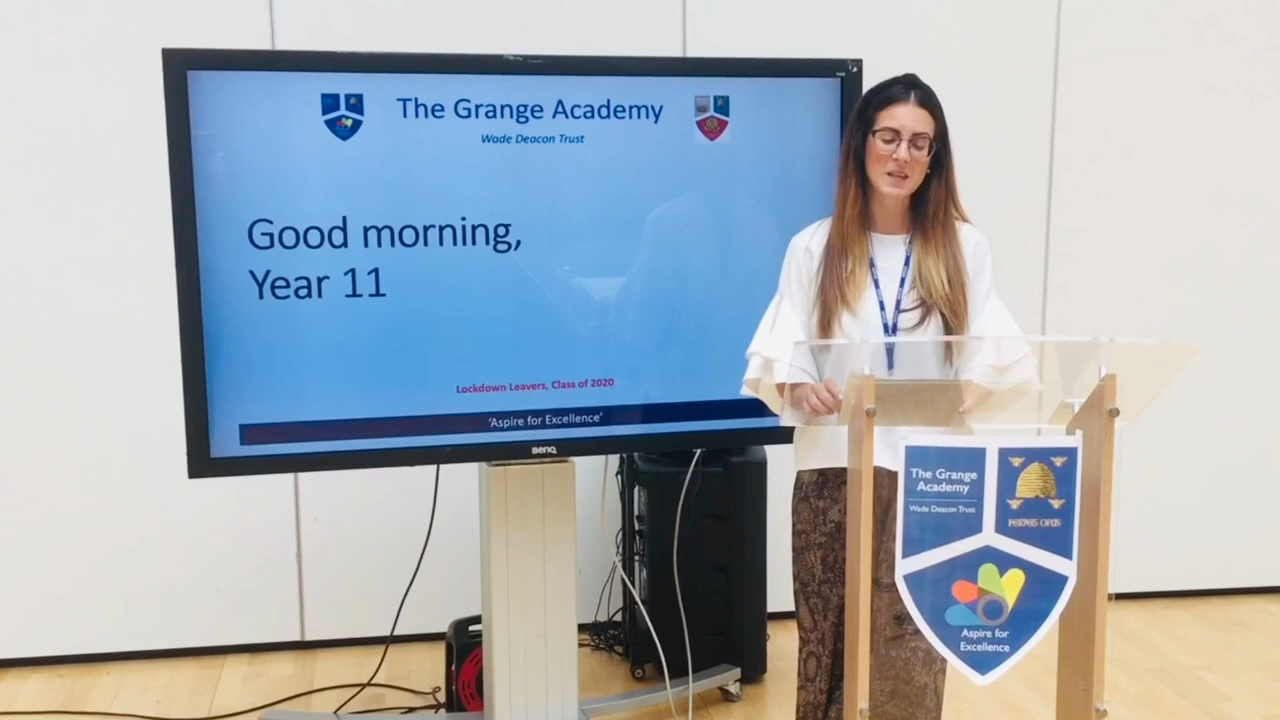 The Grange Academy
Wade Deacon Trust
Good morning,
Year 11
Lockdown Leavers, Class of 2020
'Aspire for Excellence'
BenQ
The Grange
Academy
Wade Deacon Trust
Aspire for
Excellence